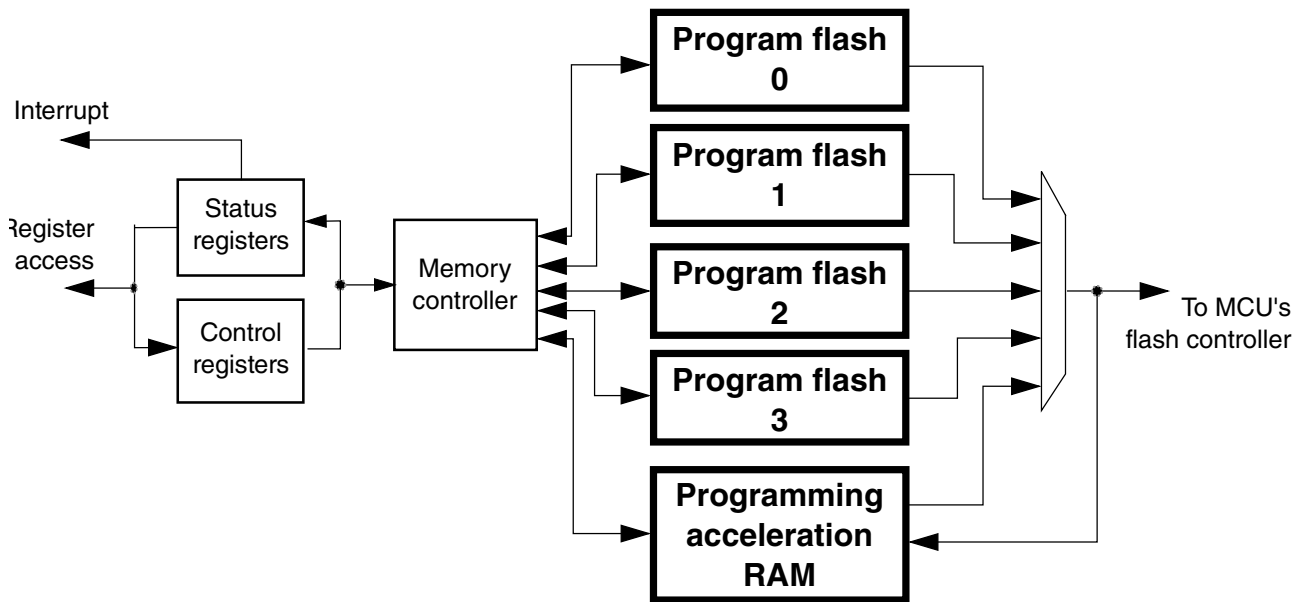 Interrupt
Status
registers
Register
access
Control
registers
Memory
controller
Program flash
0
Program flash
1
Program flash
2
Program flash
3
Programming
acceleration
RAM
To MCU's
flash controller